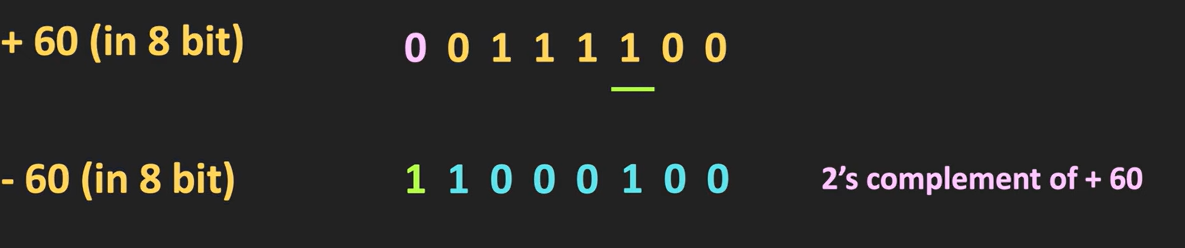 + 60 (in 8 bit) 0 0 1 1 1 1 0 0
- 60 (in 8 bit) 1 1 0 0 0 1 0 0 2’s complement of + 60